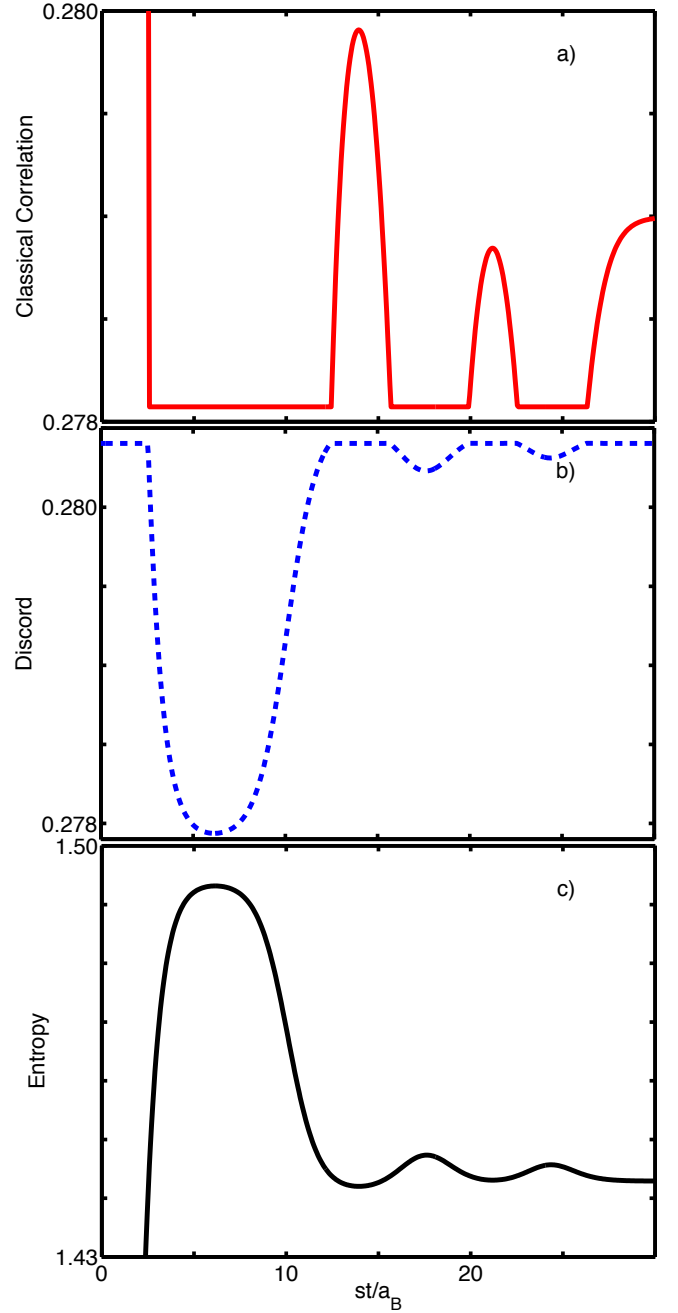 0.280
a)
Classical Correlation
0.278
b)
0.280
Discord
0.278
1.50
c)
Entropy
1.43
0 10 20
st/a_B